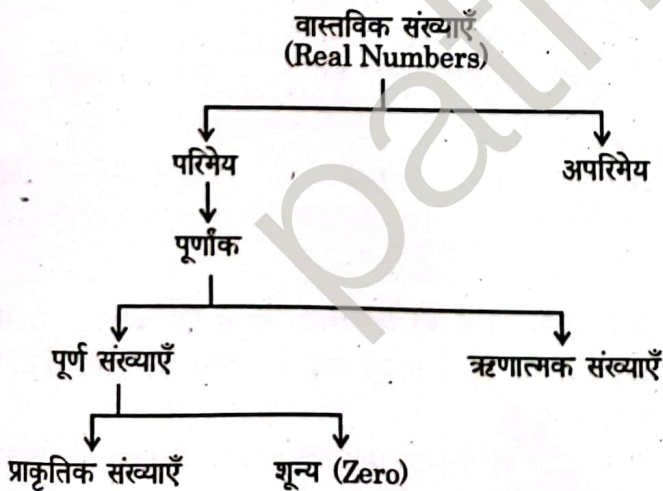 वास्तविक संख्याएँ
(Real Numbers)
परिमेय
अपरिमेय
पूर्णांक
पूर्ण संख्याएँ
ऋणात्मक संख्याएँ
प्राकृतिक संख्याएँ
शून्य (Zero)